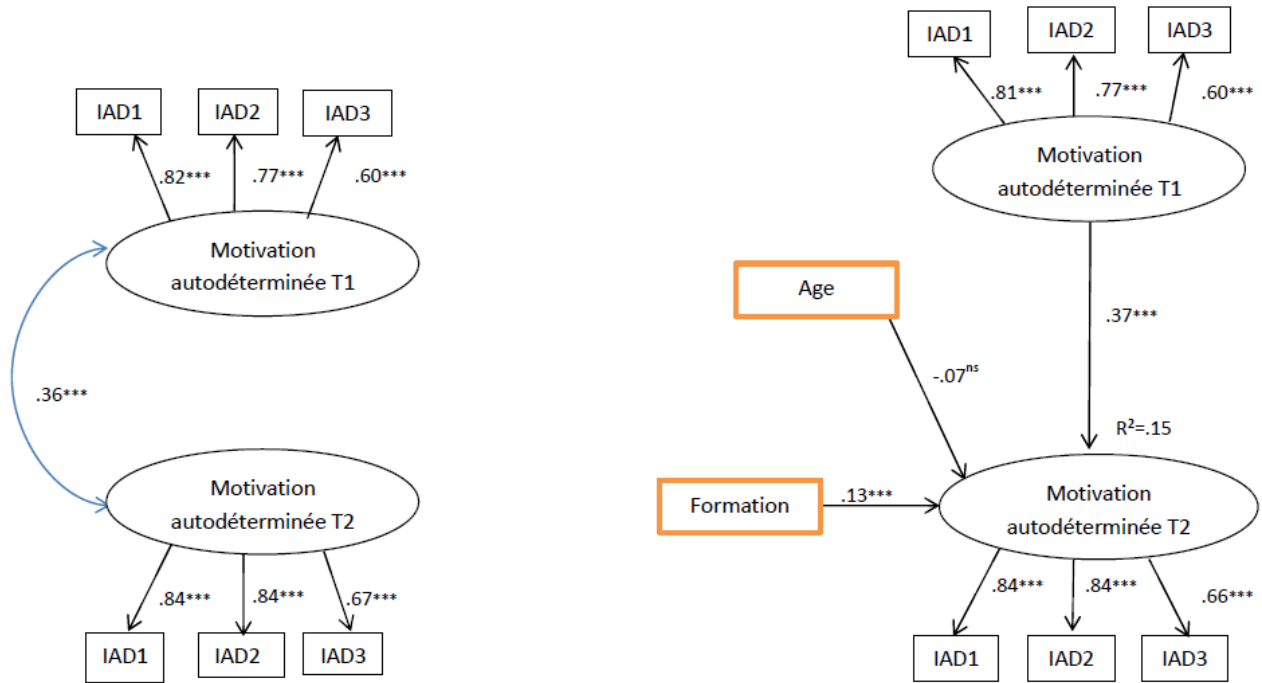 IAD1
IAD2
IAD3
.82***
.77***
.60***
Motivation
autodéterminée T1
.36***
Motivation
autodéterminée T2
.84***
.84***
.67***
IAD1
IAD2
IAD3
IAD1
IAD2
IAD3
.81***
.77***
.60***
Motivation
autodéterminée T1
Age
.37***
-.07ns
R²=.15
Formation
.13***
Motivation
autodéterminée T2
.84***
.84***
.66***
IAD1
IAD2
IAD3